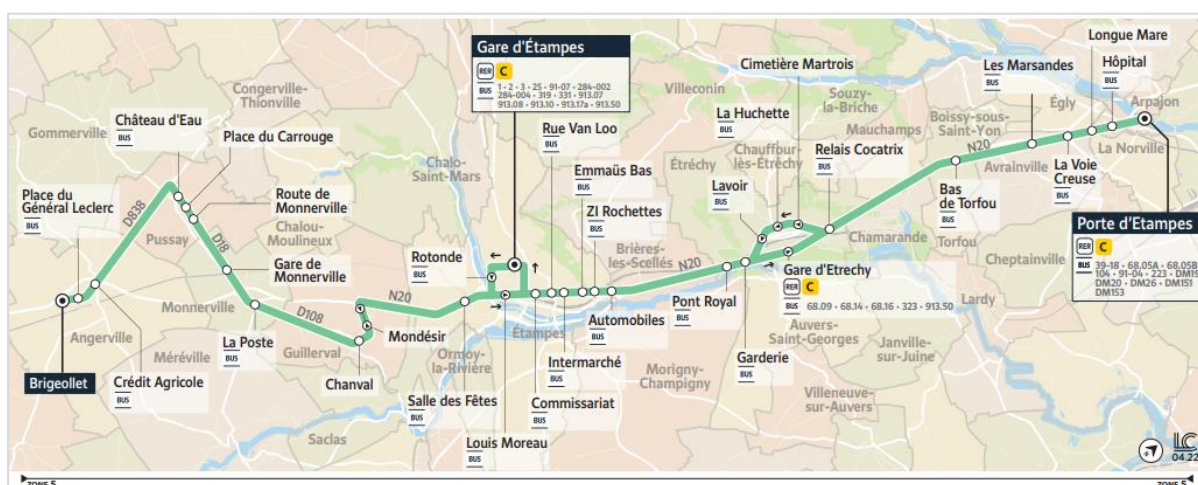 Gare d'Étampes
RER C
BUS 1 • 2 • 3 • 25 • 91-07 • 284-002
284-004 • 319 • 331 • 913.07
913.08 • 913.10 • 913.17a • 913.50
Longue Mare
Hôpital
Les Marsandes
BUS
Égly
Arpajon
Cimetière Martrois
Villeconin
Souzy-
la-Briche
Boissy-sous-
Saint-Yon
La Norville
Congerville-
Thionville
Gommerville
Château d'Eau
BUS
Place du Carrouge
Rue Van Loo
BUS
La Huchette
BUS
Mauchamps
Chauffour-
lès-Étréchy
Relais Cocatrix
N20
Avrainville
Étréchy
Emmaüs Bas
BUS
Chalo-
Saint-Mars
Lavoir
BUS
La Voie
Creuse
BUS
Bas
de Torfou
BUS
Place du
Général Leclerc
BUS
D838
Route de
Monnerville
ZI Rochettes
BUS
Porte d'Etampes
RER C
BUS 39-18 • 68.05A • 68.05B
104 • 91-04 • 223 • DM19
DM20 • DM26 • DM151
DM153
Pussay
D18
Chalou-
Moulineux
Brières-
les-Scellés
Chamarande
Torfou
Cheptainville
Rotonde
BUS
N20
Gare de
Monnerville
Gare d'Etrechy
RER C
BUS 68.09 • 68.14 • 68.16 • 323 • 913.50
Lardy
Pont Royal
BUS
Monnerville
N20
D108
Étampes
Automobiles
BUS
Auvers-
Saint-Georges
Angerville
La Poste
BUS
Mondésir
Janville-
sur-Juine
Méréville
Guillerval
Ormoy-
la-Rivière
Intermarché
BUS
Garderie
BUS
Brigeollet
Crédit Agricole
BUS
Chanval
Morigny-
Champigny
Salle des Fêtes
BUS
Commissariat
BUS
Villeneuve-
sur-Auvers
Saclas
Louis Moreau
BUS
LC
04.22
ZONE 5
ZONE 5